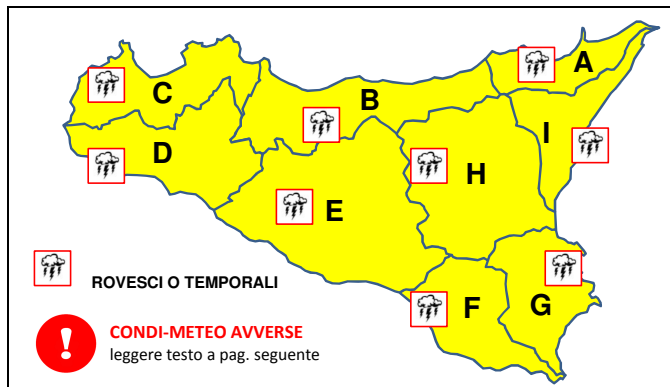 A
C
B
I
D
H
E
ROVESCI O TEMPORALI
F
G
!
CONDI-METEO AVVERSE
leggere testo a pag. seguente